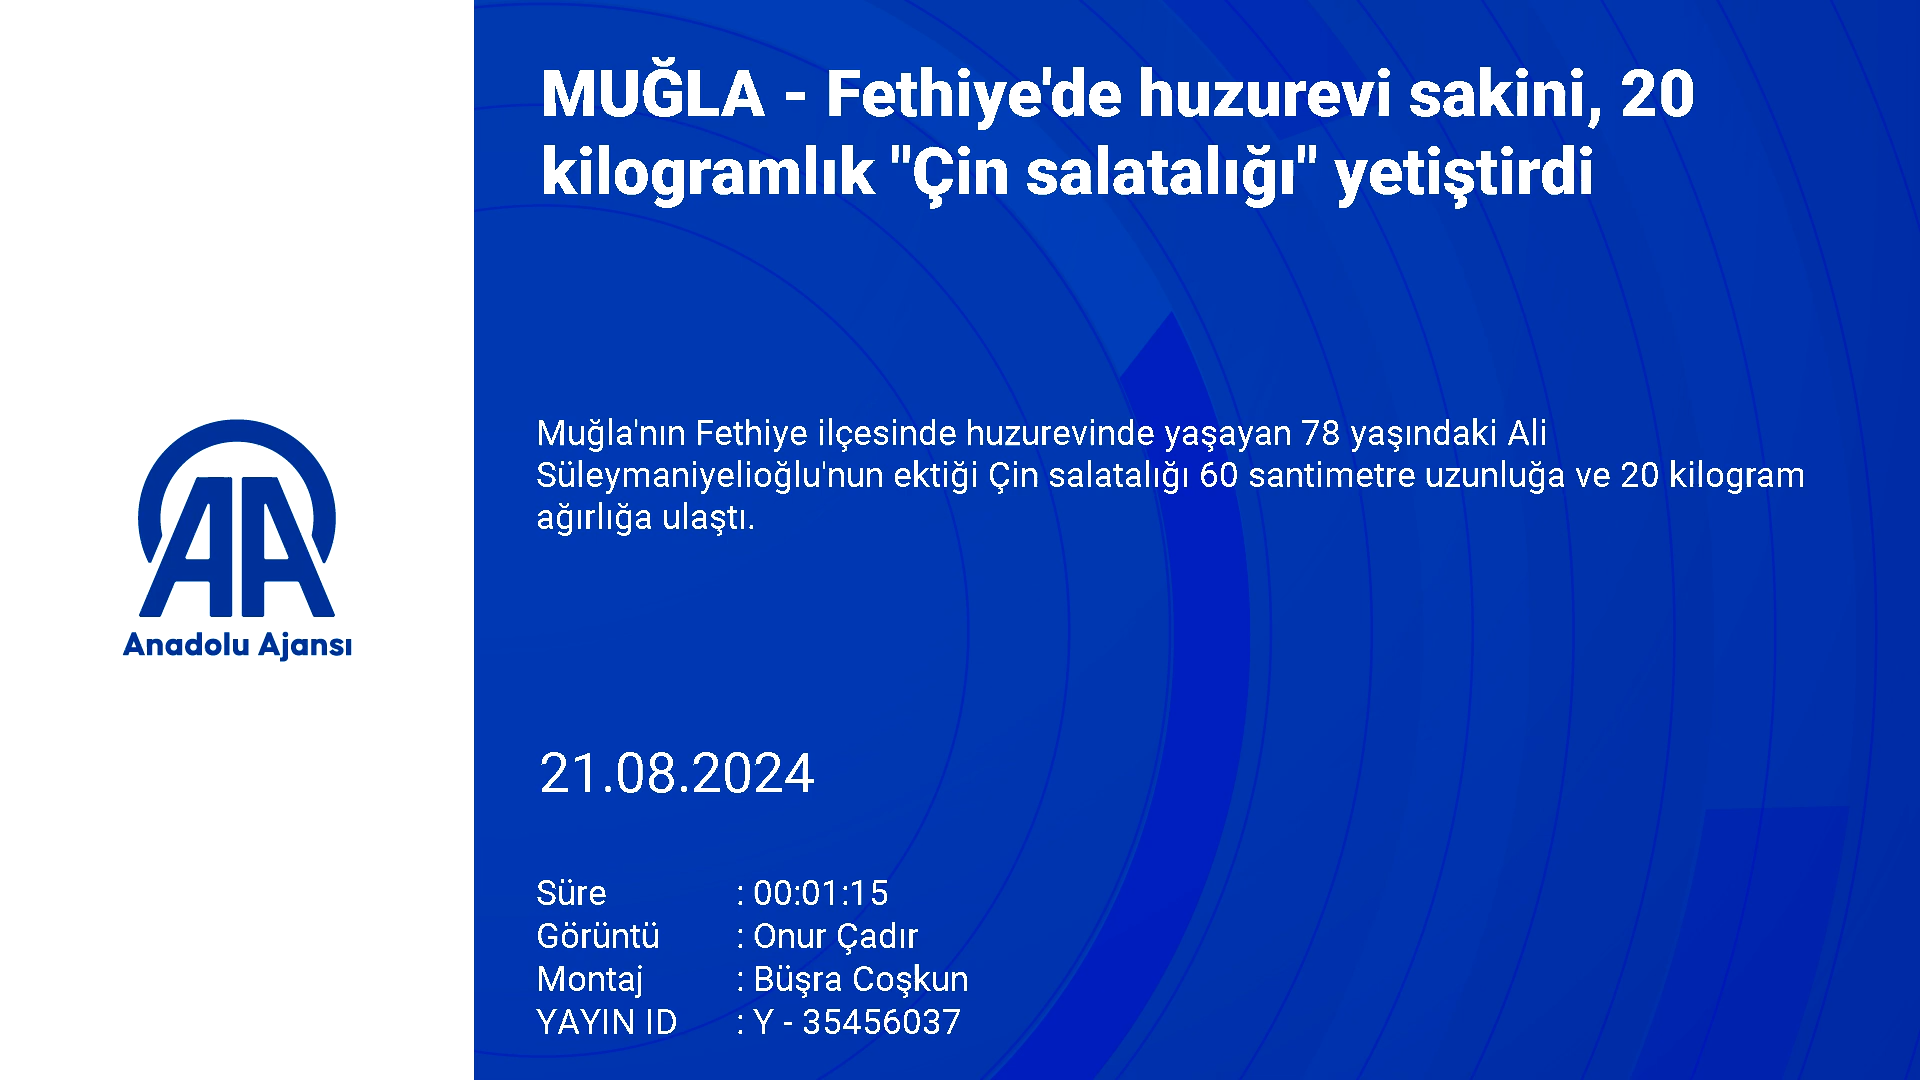 MUĞLA - Fethiye'de huzurevi sakini, 20
kilogramlık "Çin salatalığı" yetiştirdi
Muğla'nın Fethiye ilçesinde huzurevinde yaşayan 78 yaşındaki Ali
Süleymaniyelioğlu'nun ektiği Çin salatalığı 60 santimetre uzunluğa ve 20 kilogram
ağırlığa ulaştı.
AA
Anadolu Ajansı
21.08.2024
Süre : 00:01:15
Görüntü : Onur Çadır
Montaj : Büşra Coşkun
YAYIN ID : Y - 35456037